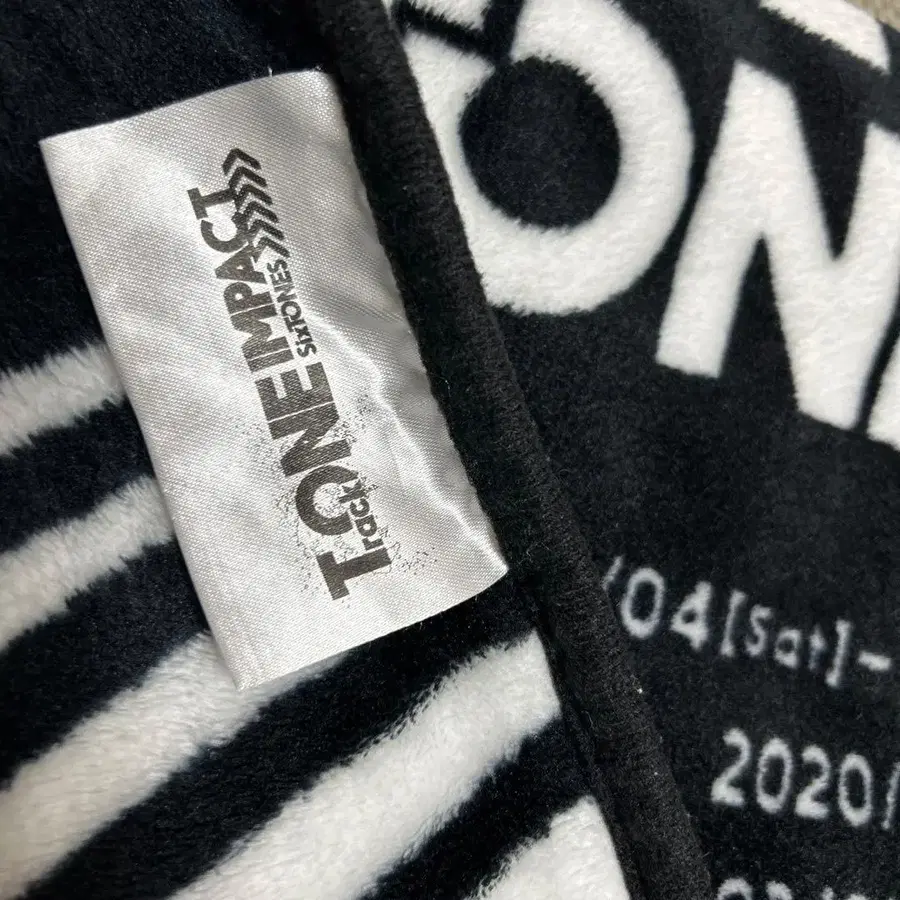 TrackONEIMPACT
SixTONES
ON
/04[Sat]-
2020/